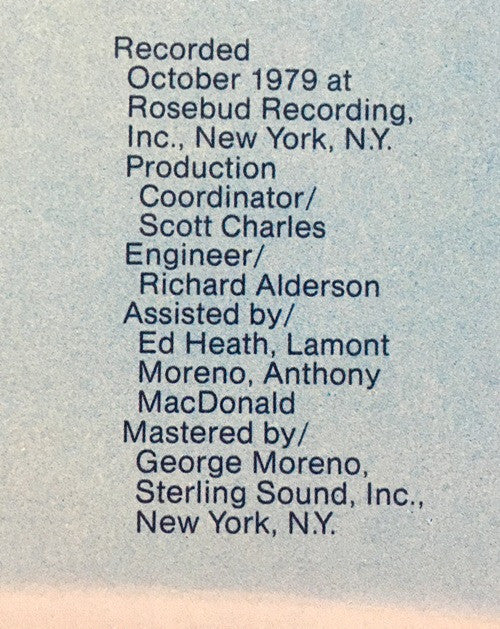 Recorded
October 1979 at
Rosebud Recording,
Inc., New York, N.Y.
Production
Coordinator/
Scott Charles
Engineer/
Richard Alderson
Assisted by/
Ed Heath, Lamont
Moreno, Anthony
MacDonald
Mastered by/
George Moreno,
Sterling Sound, Inc.,
New York, N.Y.